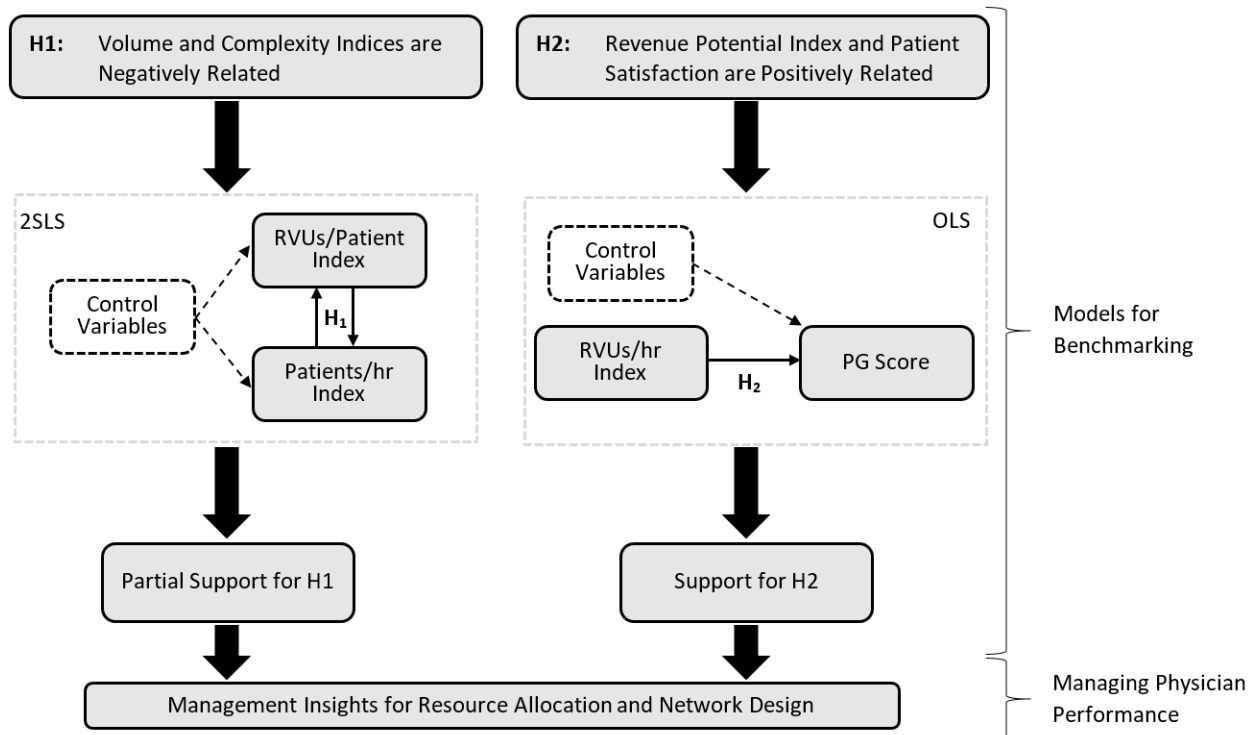 H1: Volume and Complexity Indices are
Negatively Related
H2: Revenue Potential Index and Patient
Satisfaction are Positively Related
2SLS
RVUs/Patient
Index
Control
Variables
H1
Patients/hr
Index
OLS
Control
Variables
RVUs/hr
Index
H2
PG Score
Models for
Benchmarking
Partial Support for H1
Support for H2
Management Insights for Resource Allocation and Network Design
Managing Physician
Performance